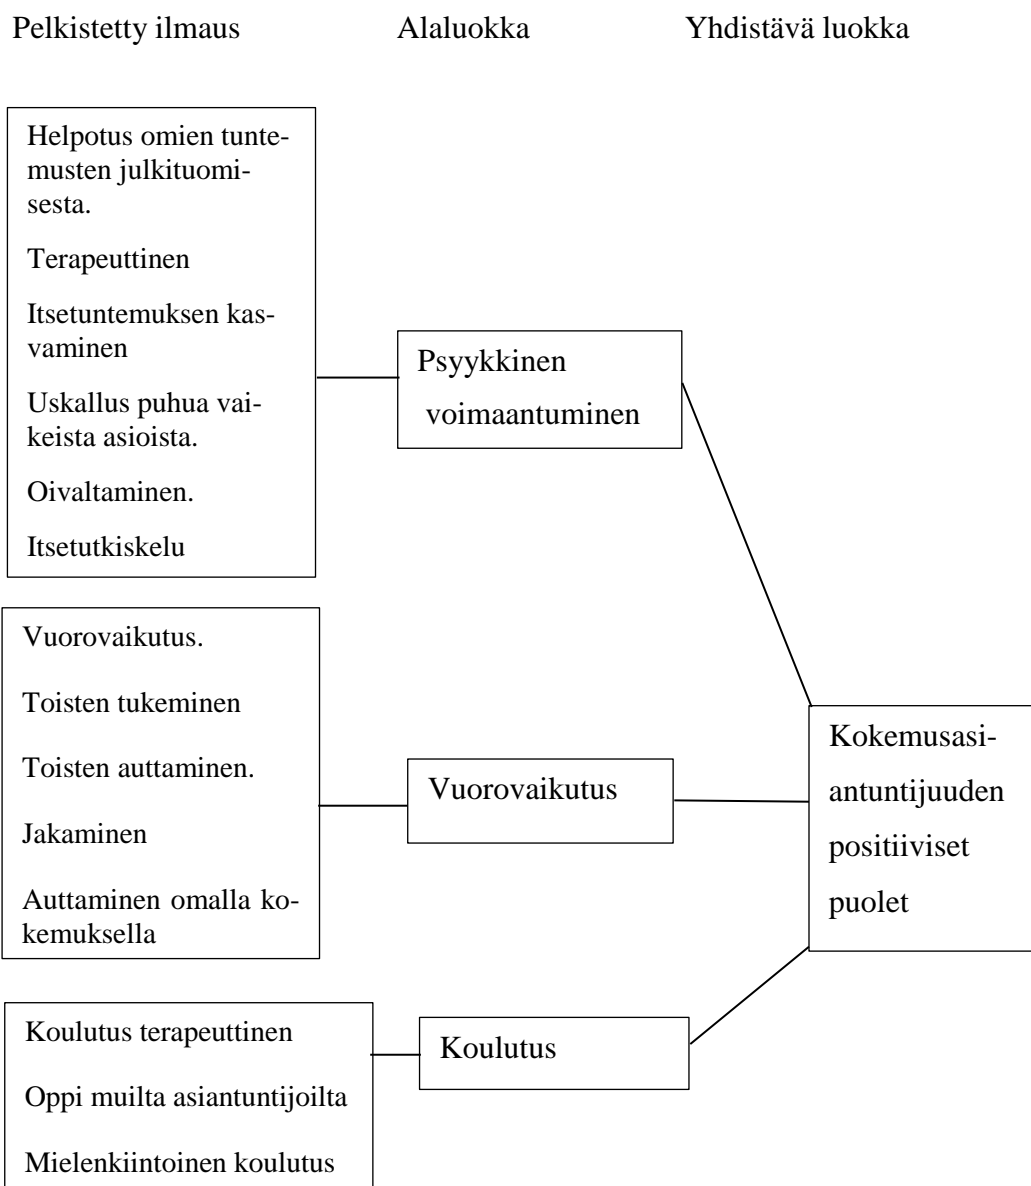 Pelkistetty ilmaus Alaluokka Yhdistävä luokka
Helpotus omien tunte-
musten julkituomi-
sesta.
Terapeuttinen
Itsetuntemuksen kas-
vaminen
Uskallus puhua vai-
keista asioista.
Oivaltaminen.
Itsetutkiskelu
Psyykkinen
voimaantuminen
Vuorovaikutus.
Toisten tukeminen
Toisten auttaminen.
Jakaminen
Auttaminen omalla ko-
kemuksella
Vuorovaikutus
Kokemusasi-
antuntijuuden
positiiviset
puolet
Koulutus terapeuttinen
Oppi muilta asiantuntijoilta
Mielenkiintoinen koulutus
Koulutus